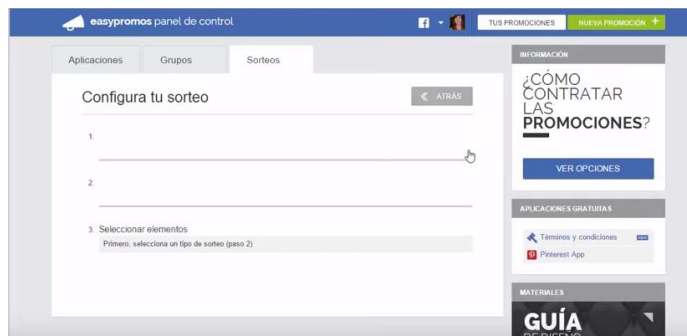 easypromos panel de control
TUS PROMOCIONES
NUEVA PROMOCIÓN +
Aplicaciones
Grupos
Sorteos
Configura tu sorteo
ATRÁS
1.
2.
3. Seleccionar elementos
Primero, selecciona un tipo de sorteo (paso 2)
INFORMACIÓN
¿CÓMO
CONTRATAR
LAS
PROMOCIONES?
VER OPCIONES
APLICACIONES GRATUITAS
Términos y condiciones
Pinterest App
MATERIALES
GUÍA
DE DISEÑO